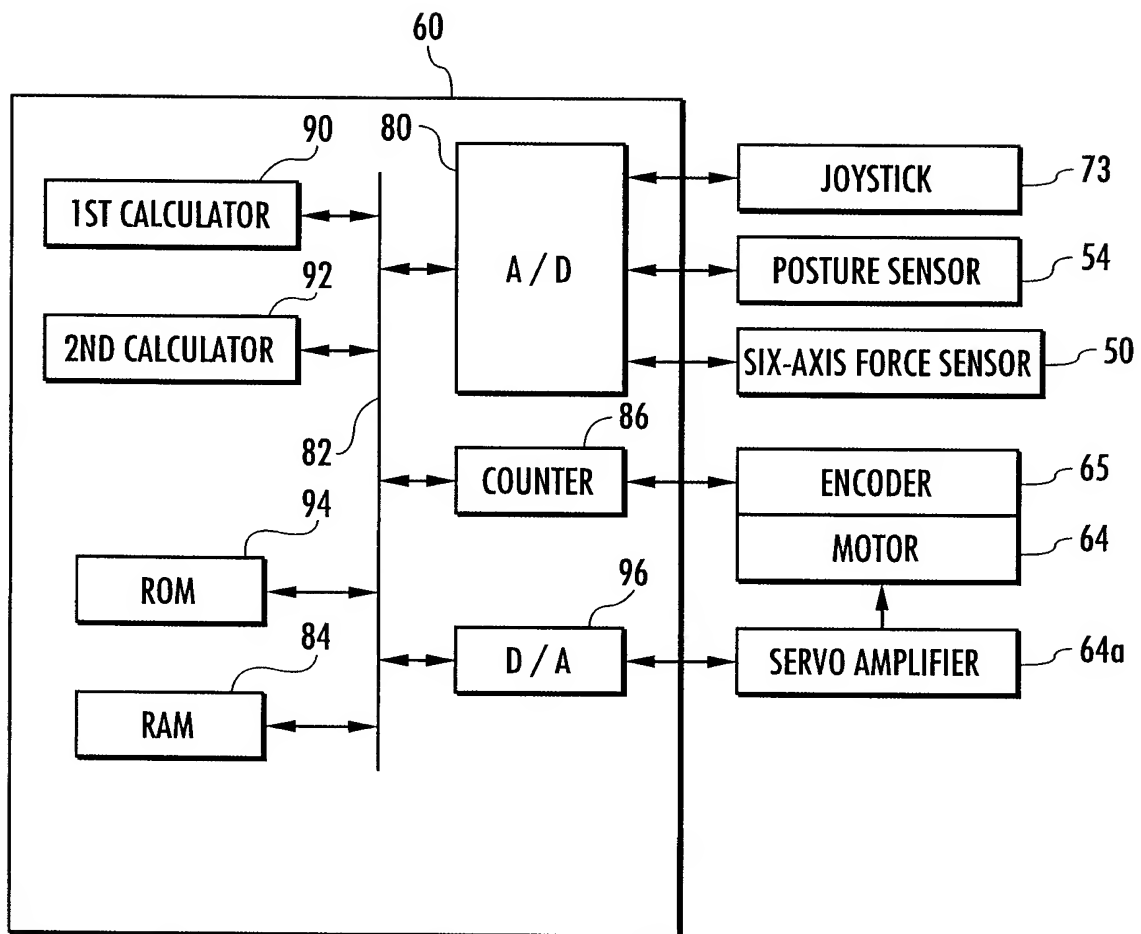 60
90
80
1ST CALCULATOR
A/D
JOYSTICK
73
92
POSTURE SENSOR
54
2ND CALCULATOR
SIX-AXIS FORCE SENSOR
50
82
86
COUNTER
ENCODER
65
94
MOTOR
64
ROM
96
84
D/A
SERVO AMPLIFIER
64a
RAM